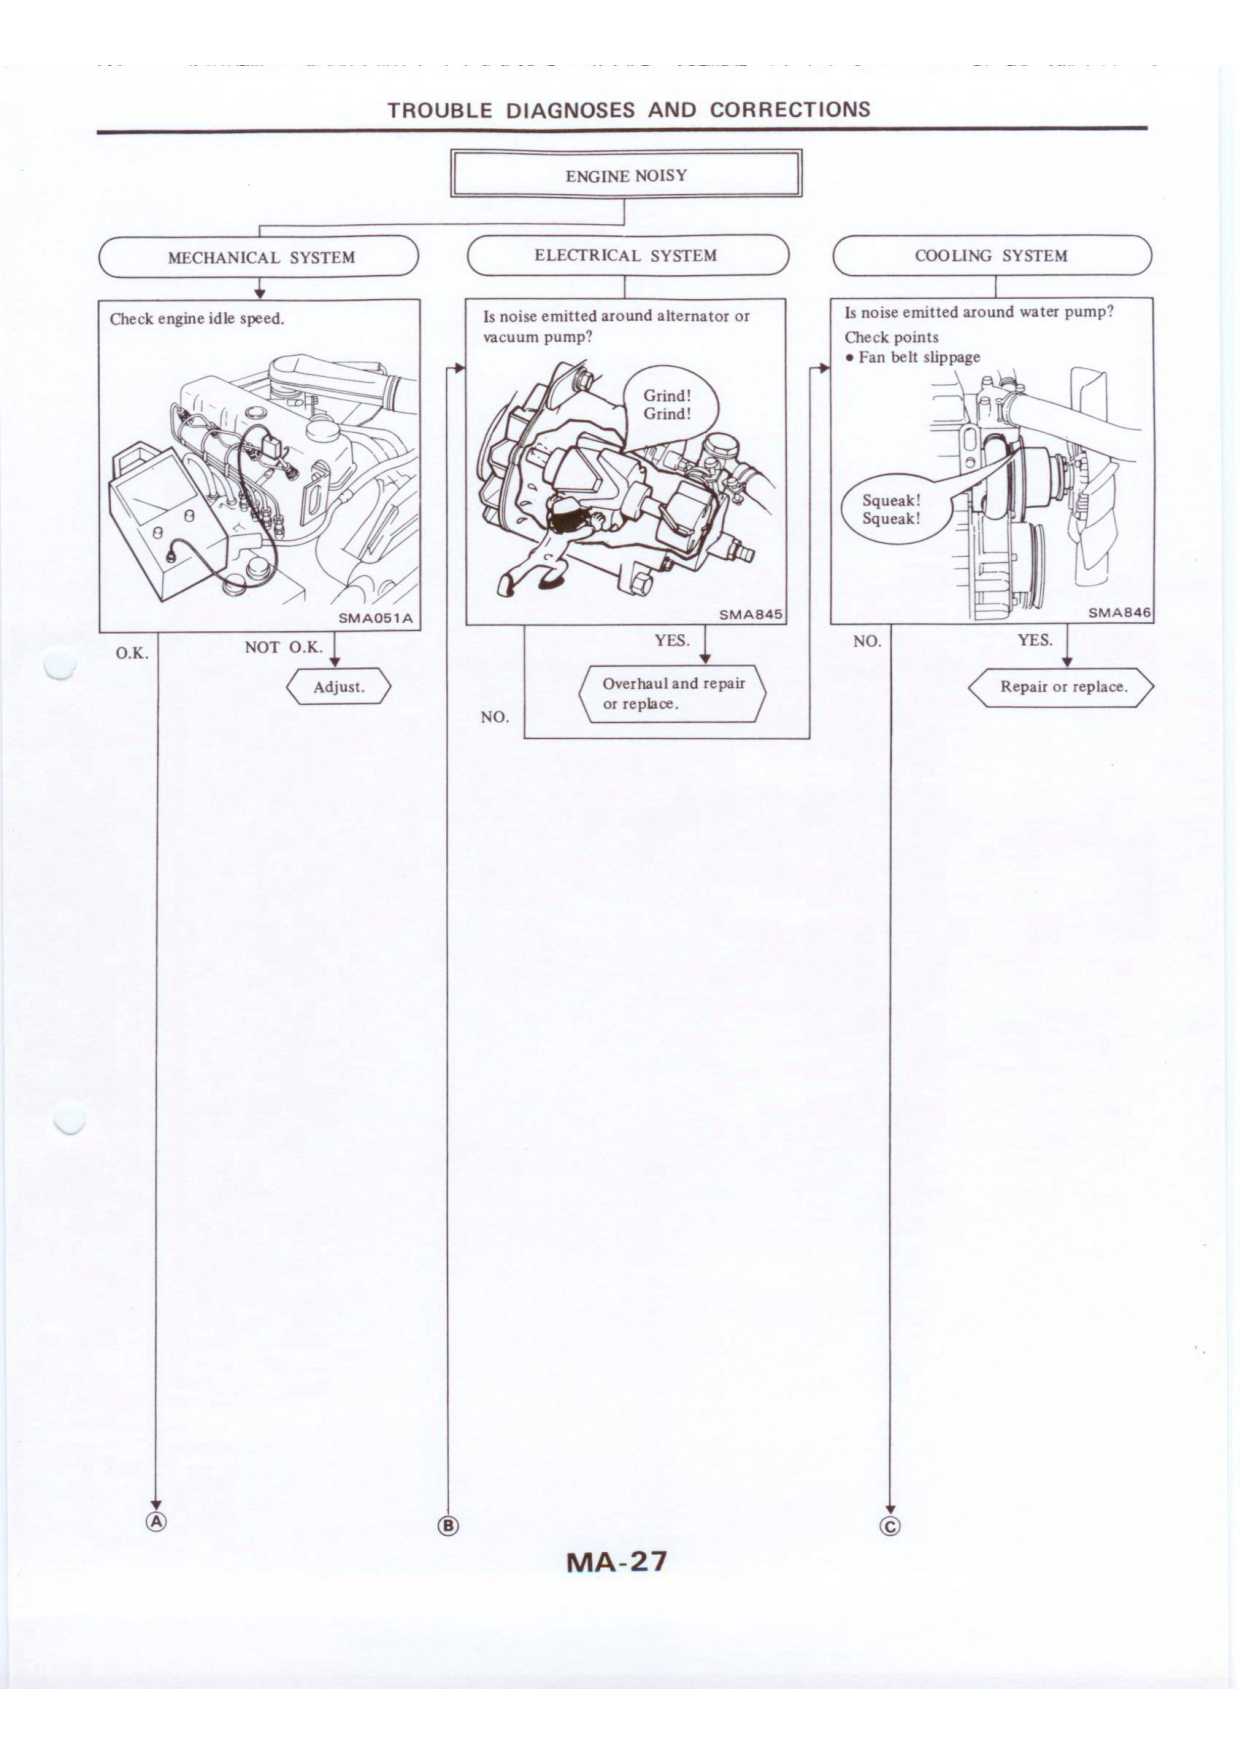 TROUBLE DIAGNOSES AND CORRECTIONS
ENGINE NOISY
MECHANICAL SYSTEM
ELECTRICAL SYSTEM
COOLING SYSTEM
Check engine idle speed.
SMA051A
O.K.
NOT O.K.
Adjust.
Is noise emitted around alternator or
vacuum pump?
Grind!
Grind!
SMA845
YES.
Overhaul and repair
or replace.
NO.
Is noise emitted around water pump?
Check points
● Fan belt slippage
Squeak!
Squeak!
SMA846
NO.
YES.
Repair or replace.
A
B
C
MA-27